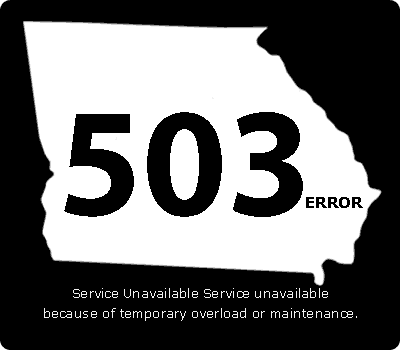 503 ERROR
Service Unavailable Service unavailable
because of temporary overload or maintenance.